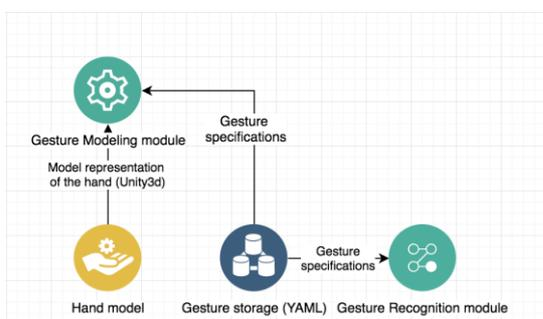 Gesture
specifications
Gesture Modeling module
Model representation
of the hand (Unity3d)
Gesture
specifications
Hand model
Gesture storage (YAML)
Gesture Recognition module